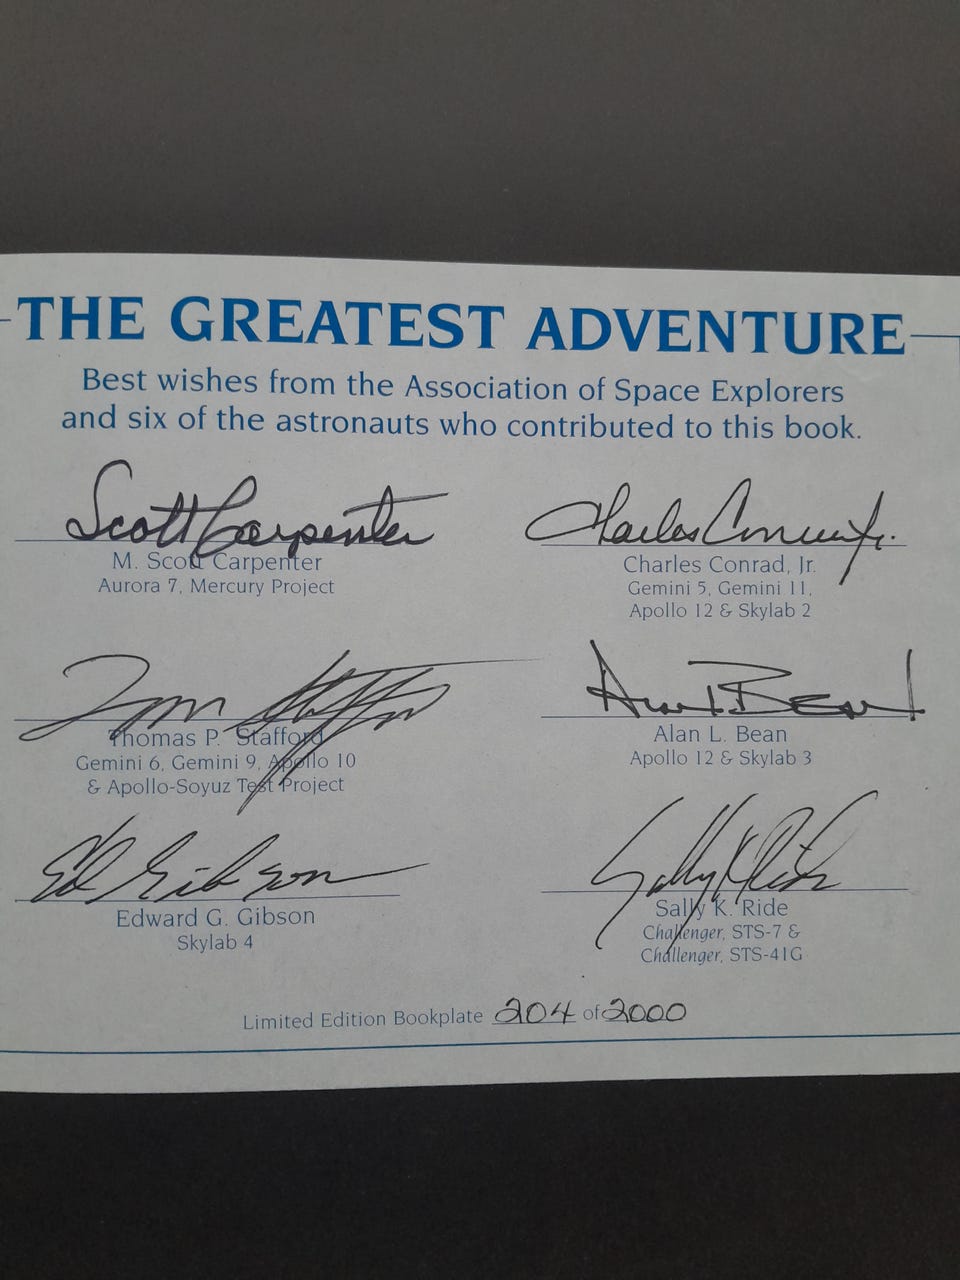 THE GREATEST ADVENTURE
Best wishes from the Association of Space Explorers
and six of the astronauts who contributed to this book.
Scott Carpenter
M. Scott Carpenter
Aurora 7, Mercury Project
Charles Conrad Jr.
Charles Conrad, Jr.
Gemini 5, Gemini 11,
Apollo 12 & Skylab 2
Tom Stafford
Thomas P. Stafford
Gemini 6, Gemini 9, Apollo 10
& Apollo-Soyuz Test Project
Alan Bean
Alan L. Bean
Apollo 12 & Skylab 3
Ed Gibson
Edward G. Gibson
Skylab 4
Sally K Ride
Sally K. Ride
Challenger, STS-7 &
Challenger, STS-41G
Limited Edition Bookplate 204 of 2000